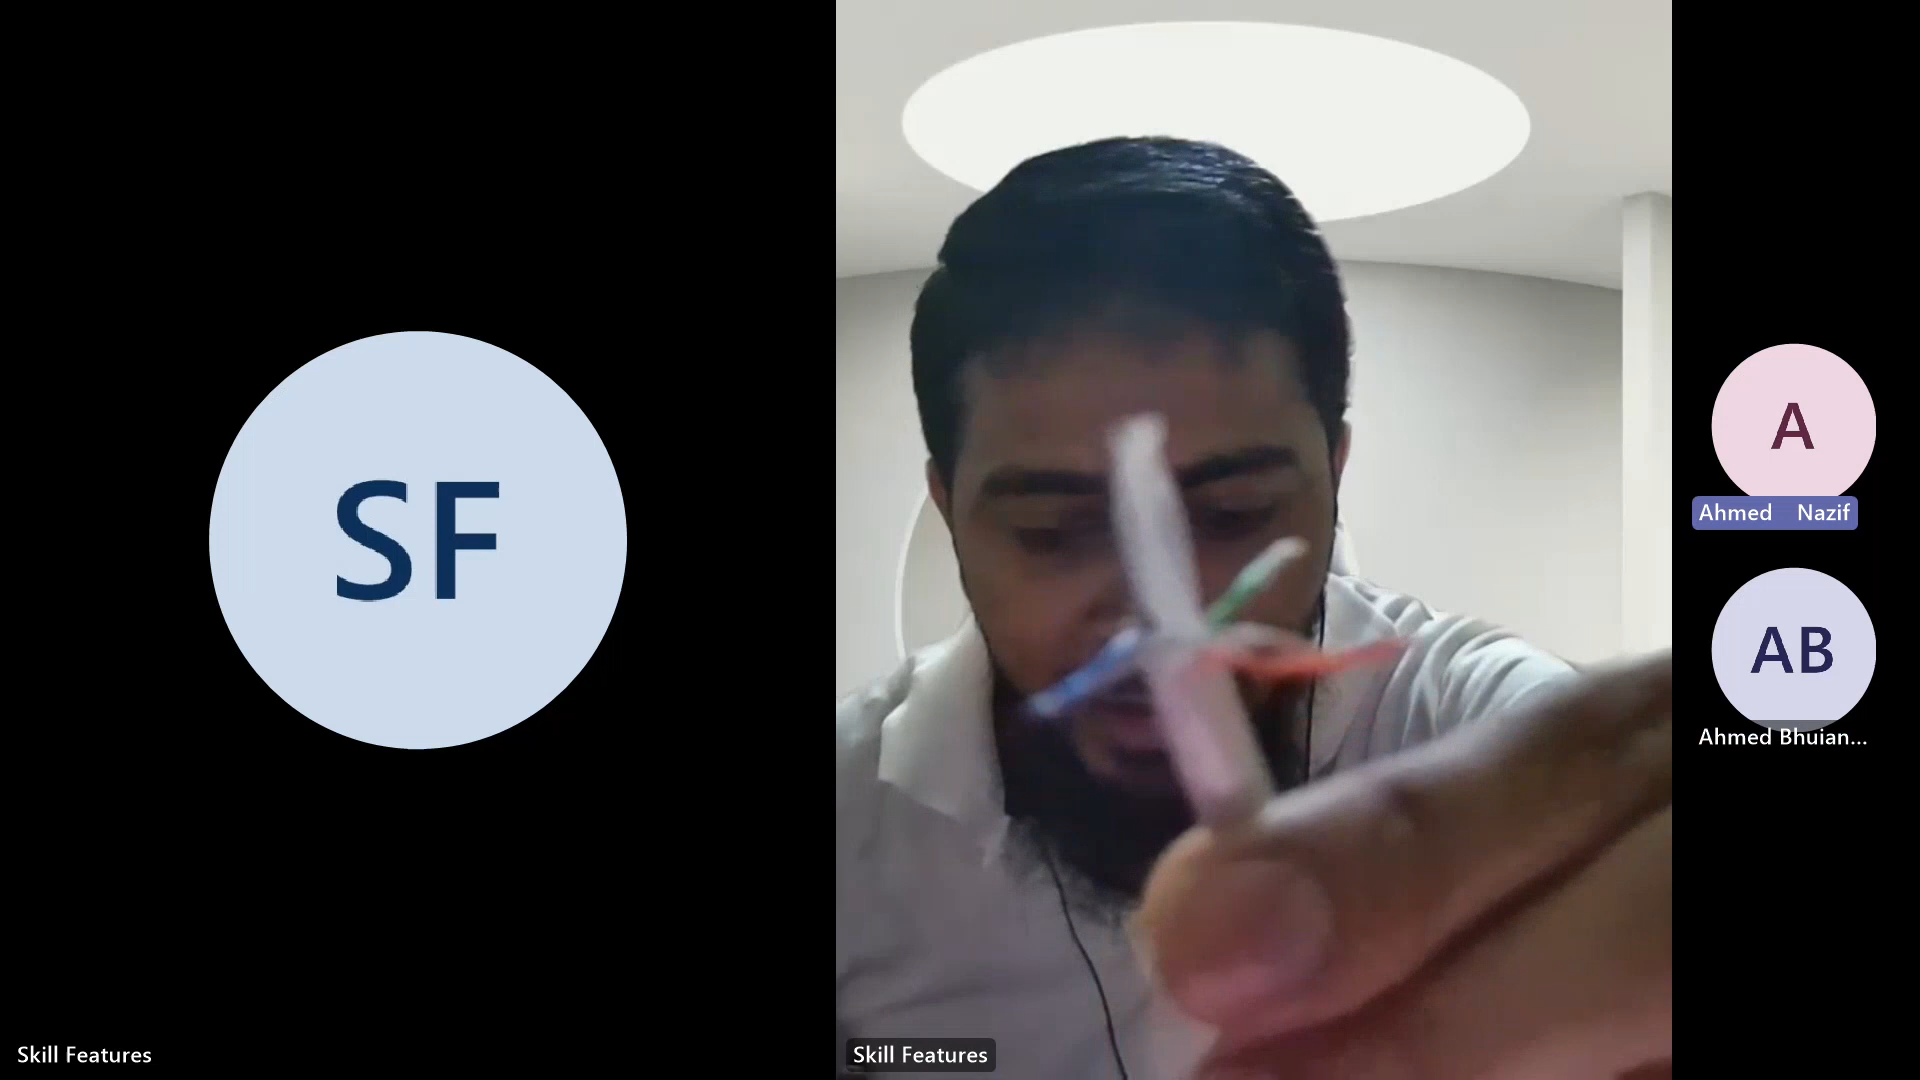 SF
Skill Features
Skill Features
A
Ahmed Nazif
AB
Ahmed Bhuian...